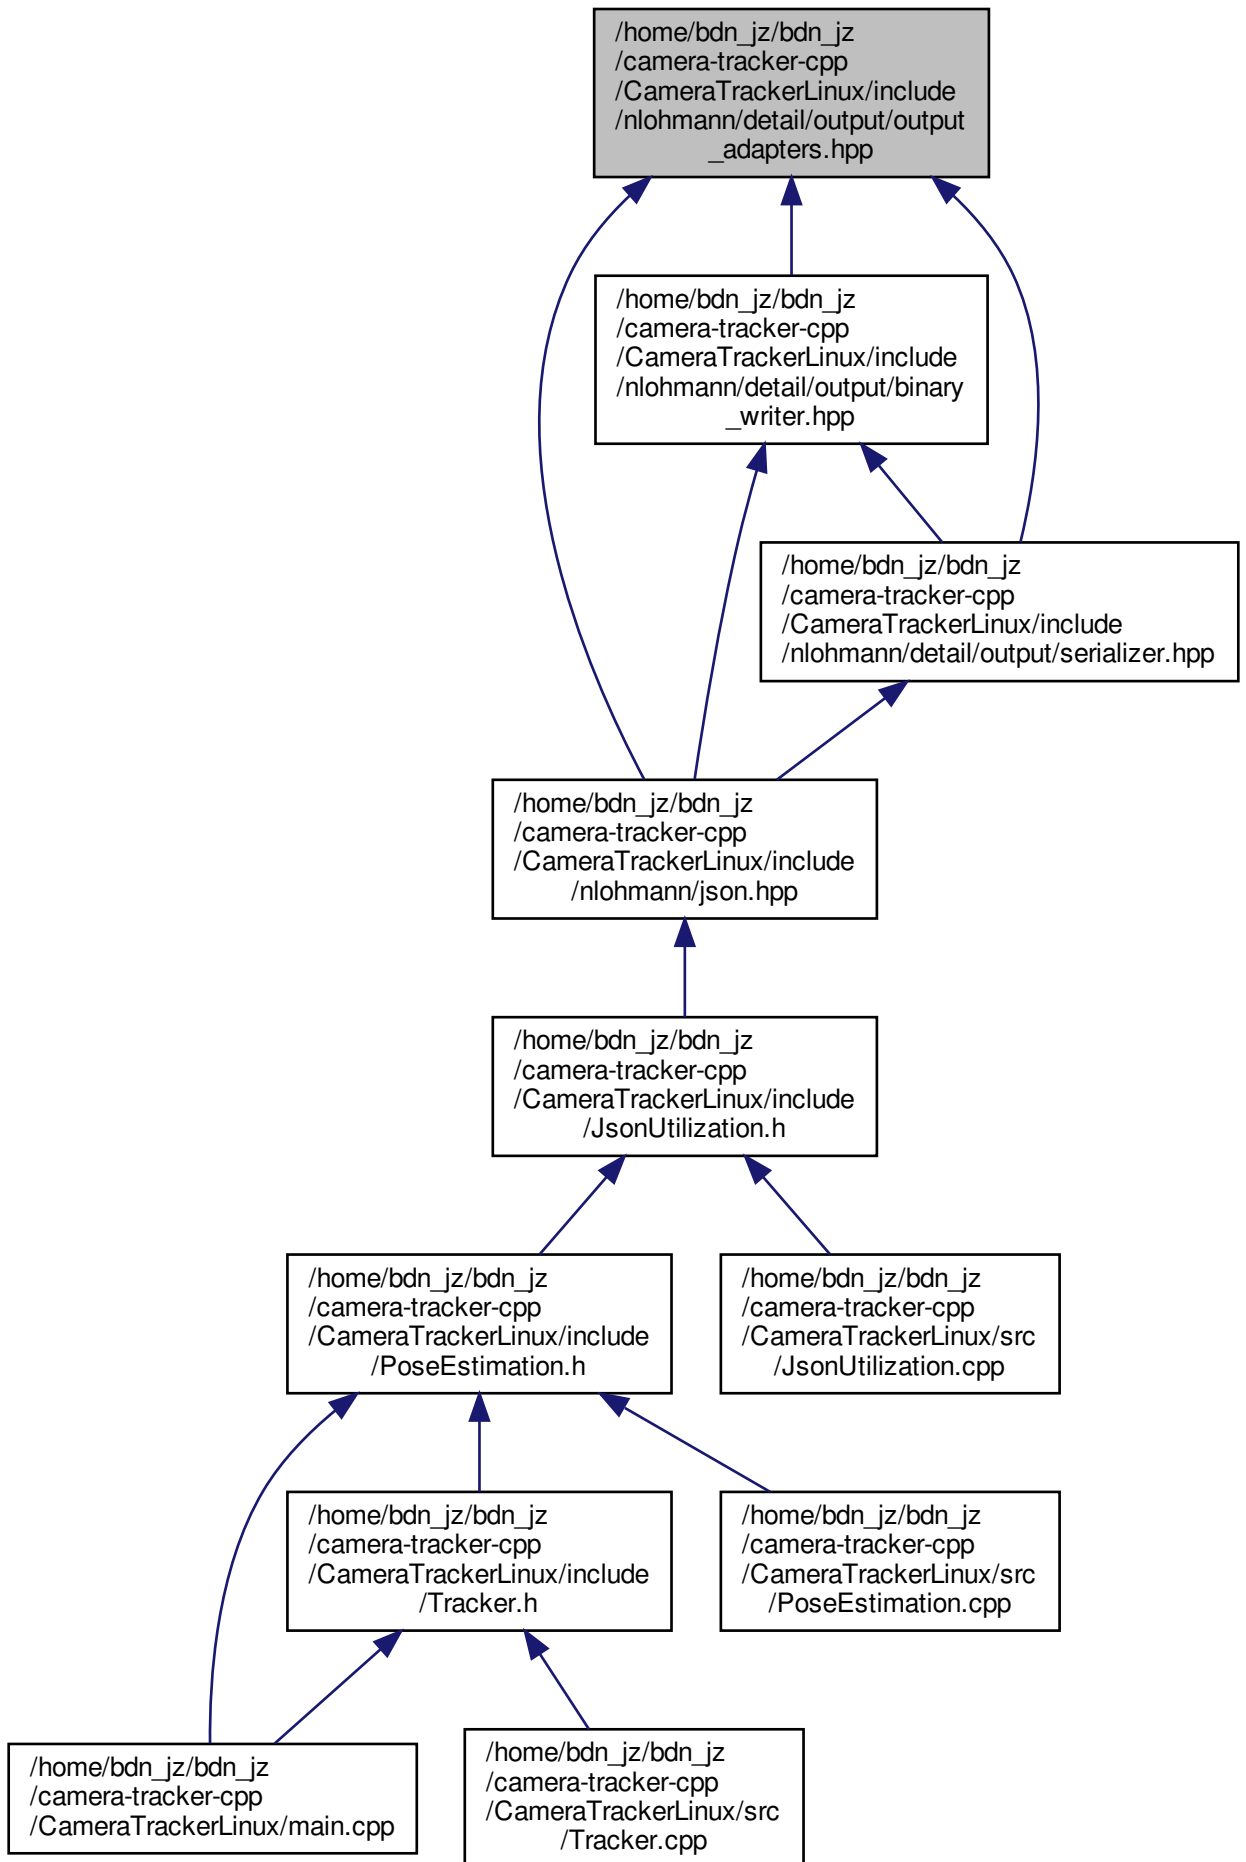 /home/bdn_jz/bdn_jz
/camera-tracker-cpp
/CameraTrackerLinux/include
/nlohmann/detail/output/output
_adapters.hpp
/home/bdn_jz/bdn_jz
/camera-tracker-cpp
/CameraTrackerLinux/include
/nlohmann/detail/output/binary
_writer.hpp
/home/bdn_jz/bdn_jz
/camera-tracker-cpp
/CameraTrackerLinux/include
/nlohmann/detail/output/serializer.hpp
/home/bdn_jz/bdn_jz
/camera-tracker-cpp
/CameraTrackerLinux/include
/nlohmann/json.hpp
/home/bdn_jz/bdn_jz
/camera-tracker-cpp
/CameraTrackerLinux/include
/JsonUtilization.h
/home/bdn_jz/bdn_jz
/camera-tracker-cpp
/CameraTrackerLinux/include
/PoseEstimation.h
/home/bdn_jz/bdn_jz
/camera-tracker-cpp
/CameraTrackerLinux/src
/JsonUtilization.cpp
/home/bdn_jz/bdn_jz
/camera-tracker-cpp
/CameraTrackerLinux/include
/Tracker.h
/home/bdn_jz/bdn_jz
/camera-tracker-cpp
/CameraTrackerLinux/src
/PoseEstimation.cpp
/home/bdn_jz/bdn_jz
/camera-tracker-cpp
/CameraTrackerLinux/main.cpp
/home/bdn_jz/bdn_jz
/camera-tracker-cpp
/CameraTrackerLinux/src
/Tracker.cpp